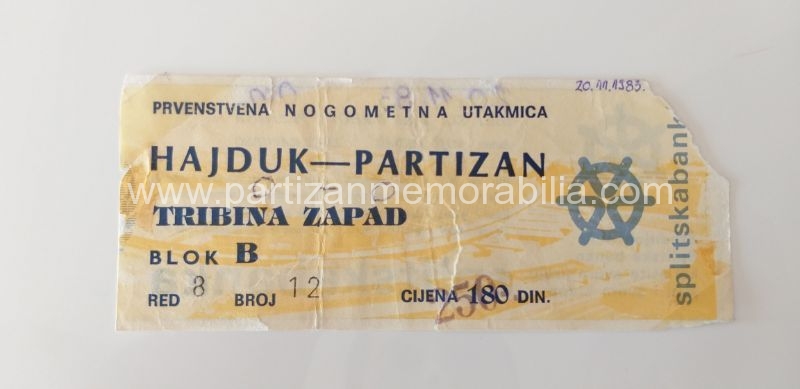 20.11.1983.
PRVENSTVENA NOGOMETNA UTAKMICA
HAJDUK—PARTIZAN
www.partizanmemorabilia.com
TRIBINA ZAPAD
BLOK B
RED 8 BROJ 12 CIJENA 180 DIN.
250.
splitskabank